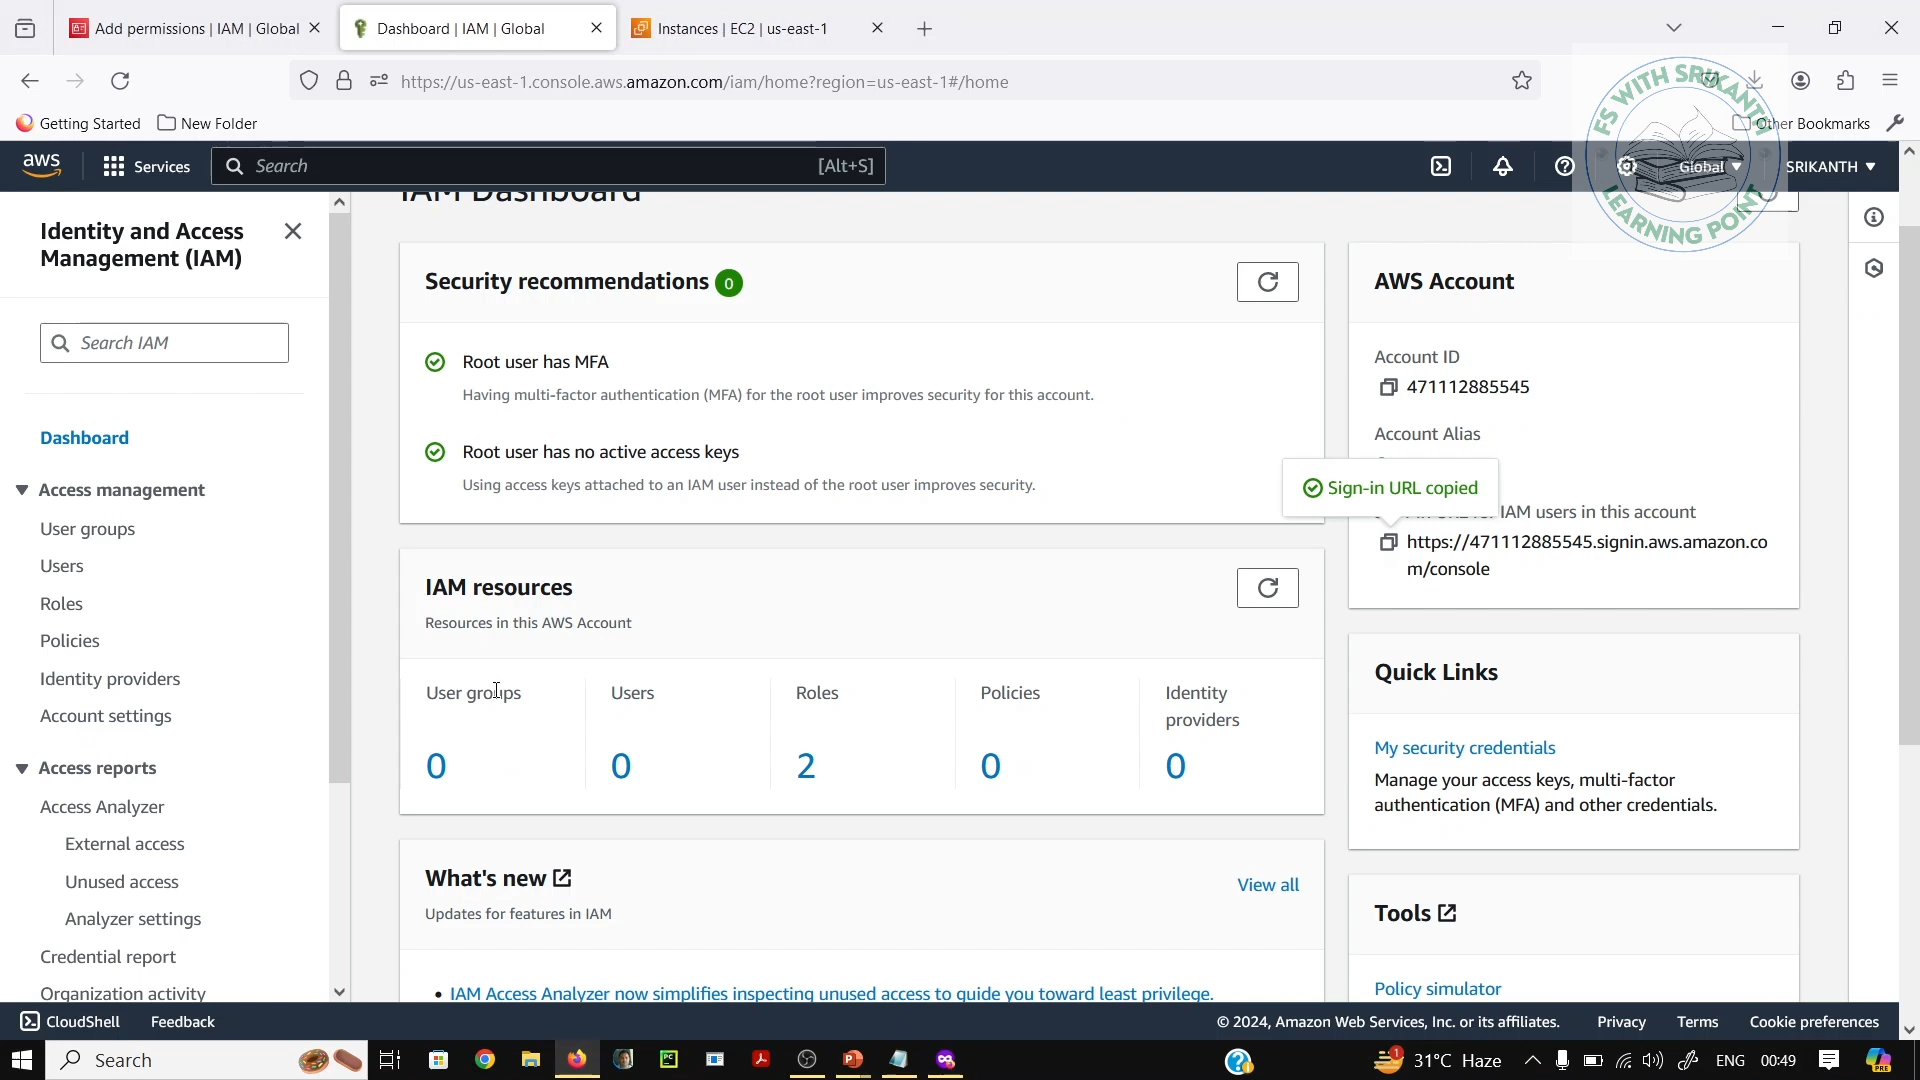 Add permissions | IAM | Global
Dashboard | IAM | Global
Instances | EC2 | us-east-1
https://us-east-1.console.aws.amazon.com/iam/home?region=us-east-1#/home
Getting Started
New Folder
Other Bookmarks
FS WITH SRIKANTH
LEARNING POINT
aws
Services
Search
[Alt+S]
Global
SRIKANTH
Identity and Access
Management (IAM)
Search IAM
Dashboard
Access management
User groups
Users
Roles
Policies
Identity providers
Account settings
Access reports
Access Analyzer
External access
Unused access
Analyzer settings
Credential report
Organization activity
IAM Dashboard
Security recommendations 0
Root user has MFA
Having multi-factor authentication (MFA) for the root user improves security for this account.
Root user has no active access keys
Using access keys attached to an IAM user instead of the root user improves security.
IAM resources
Resources in this AWS Account
User groups
0
Users
0
Roles
2
Policies
0
Identity
providers
0
What's new
View all
Updates for features in IAM
• IAM Access Analyzer now simplifies inspecting unused access to guide you toward least privilege.
AWS Account
Account ID
471112885545
Account Alias
Sign-in URL copied
IAM users in this account
https://471112885545.signin.aws.amazon.co
m/console
Quick Links
My security credentials
Manage your access keys, multi-factor
authentication (MFA) and other credentials.
Tools
Policy simulator
CloudShell
Feedback
© 2024, Amazon Web Services, Inc. or its affiliates.
Privacy
Terms
Cookie preferences
Search
1
31°C Haze
ENG
00:49
PRE